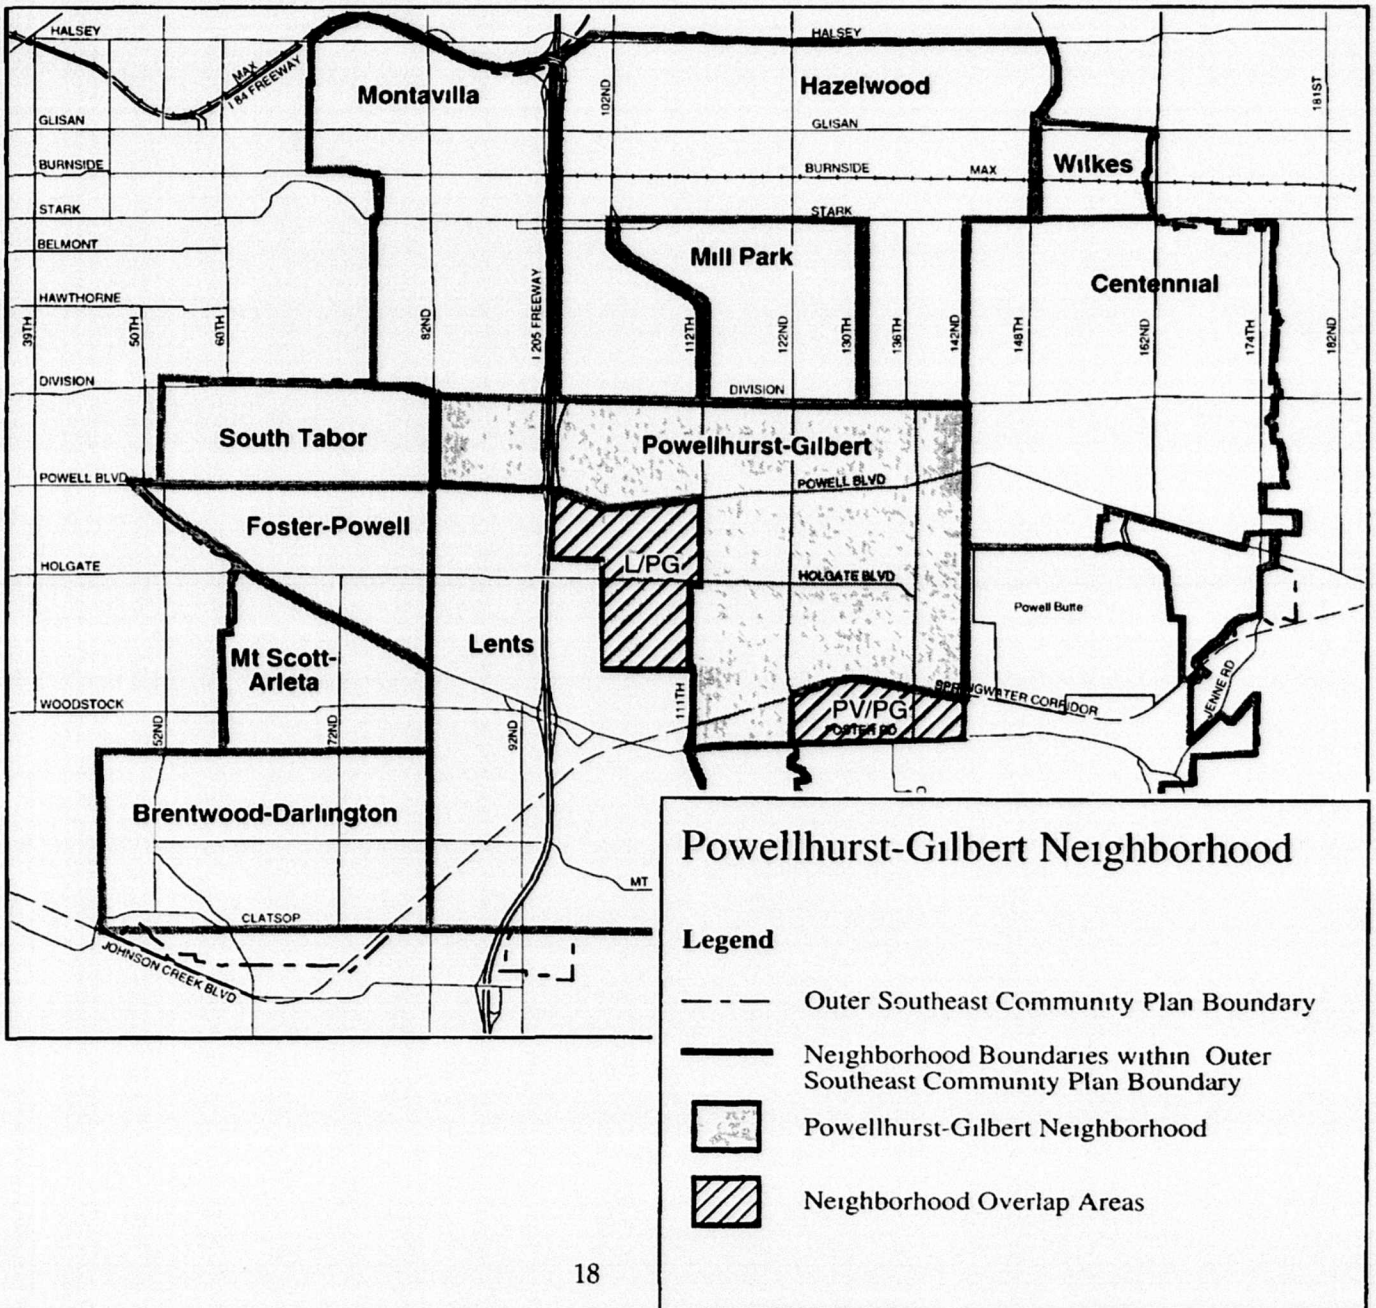 HALSEY
HALSEY
MAX
I 84 FREEWAY
Montavilla
102ND
Hazelwood
181ST
GLISAN
GLISAN
BURNSIDE
BURNSIDE
MAX
Wilkes
STARK
STARK
BELMONT
Mill Park
Centennial
HAWTHORNE
39TH
50TH
60TH
82ND
I 205 FREEWAY
112TH
122ND
130TH
136TH
142ND
148TH
162ND
174TH
182ND
DIVISION
DIVISION
South Tabor
Powellhurst-Gilbert
POWELL BLVD
POWELL BLVD
Foster-Powell
HOLGATE
L/PG
HOLGATE BLVD
Powell Butte
Lents
Mt Scott-
Arleta
111TH
SPRINGWATER CORRIDOR
JENNE RD
WOODSTOCK
52ND
72ND
92ND
PV/PG
FOSTER RD
Brentwood-Darlington
MT
CLATSOP
JOHNSON CREEK BLVD
Powellhurst-Gilbert Neighborhood
Legend
Outer Southeast Community Plan Boundary
Neighborhood Boundaries within Outer
Southeast Community Plan Boundary
Powellhurst-Gilbert Neighborhood
Neighborhood Overlap Areas
18